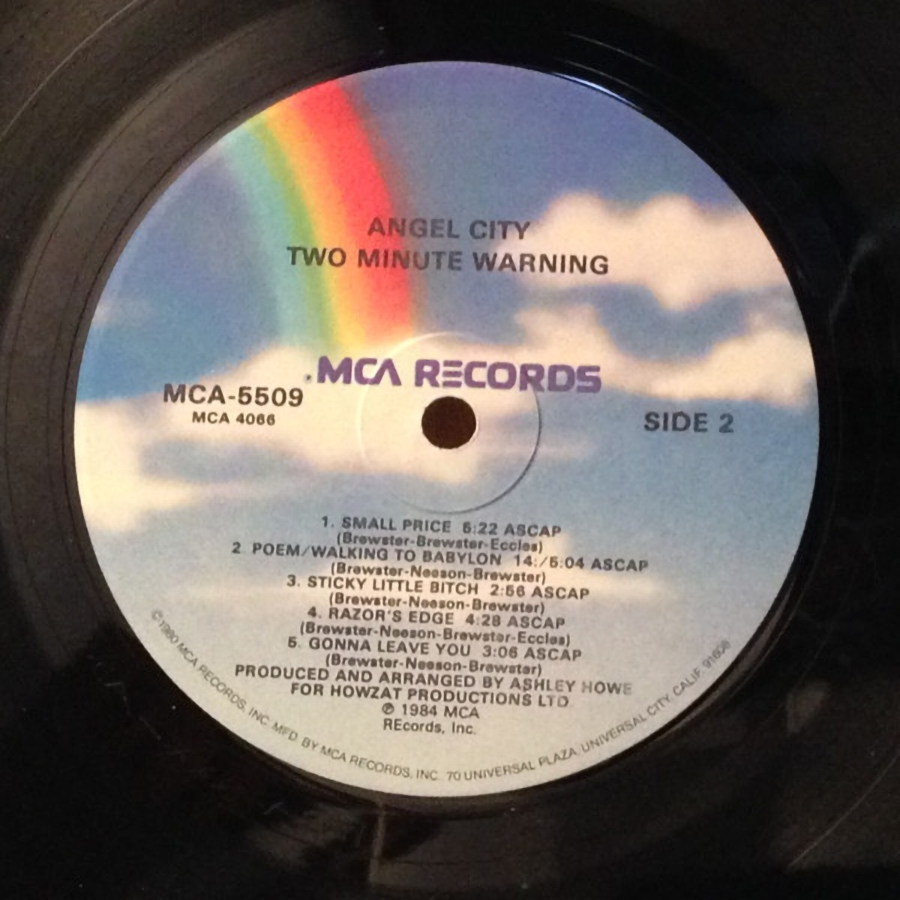 ANGEL CITY
TWO MINUTE WARNING
MCA RECORDS
MCA-5509
MCA 4066
SIDE 2
1. SMALL PRICE 5:22 ASCAP
(Brewster-Brewster-Eccles)
2 POEM/WALKING TO BABYLON 14:/5:04 ASCAP
(Brewster-Neeson-Brewster)
3. STICKY LITTLE BITCH 2:56 ASCAP
(Brewster-Neeson-Brewster)
4. RAZOR'S EDGE 4:28 ASCAP
(Brewster-Neeson-Brewster-Eccles)
5. GONNA LEAVE YOU 3:06 ASCAP
(Brewster-Neeson-Brewster)
PRODUCED AND ARRANGED BY ASHLEY HOWE
FOR HOWZAT PRODUCTIONS LTD.
℗ 1984 MCA
REcords, Inc.
©1980 MCA RECORDS, INC. MFD. BY MCA RECORDS, INC. 70 UNIVERSAL PLAZA, UNIVERSAL CITY, CALIF. 91608